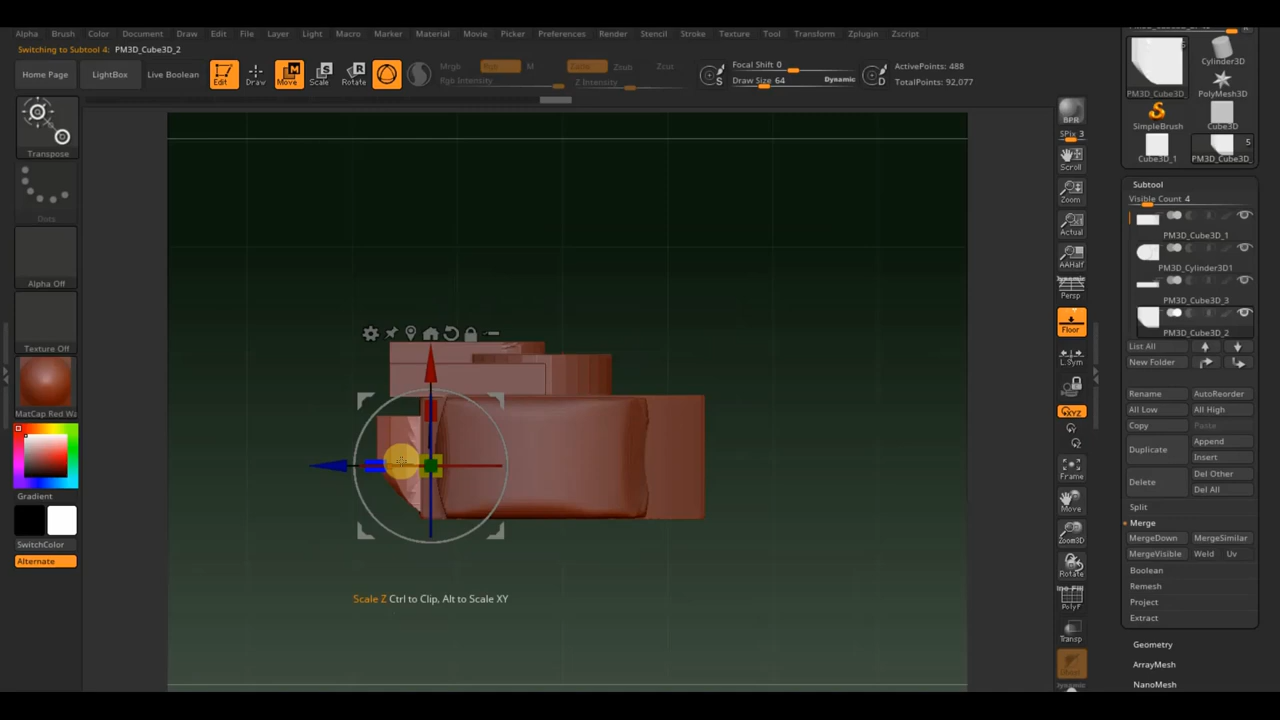 Alpha Brush Color Document Draw Edit File Layer Light Macro Marker Material Movie Picker Preferences Render Stencil Stroke Texture Tool Transform Zplugin Zscript
Switching to Subtool 4: PM3D_Cube3D_2
Home Page LightBox Live Boolean Edit Draw Move Scale Rotate
Mrgb Rgb M
Rgb Intensity
Zadd Zsub Zcut
Z Intensity
Focal Shift 0
Draw Size 64 Dynamic
S D
ActivePoints: 488
TotalPoints: 92,077
Transpose
Dots
Alpha Off
Texture Off
MatCap Red Wa
Gradient
SwitchColor
Alternate
Scale Z Ctrl to Clip, Alt to Scale XY
BPR
SPix 3
Scroll
Zoom
Actual
AAHalf
Dynamic
Persp
Floor
L.Sym
XYZ
Frame
Move
Zoom3D
Rotate
PolyF
Transp
Dynamic
5
PM3D_Cube3D_
Cylinder3D
PolyMesh3D
SimpleBrush
Cube3D
Cube3D_1
5
PM3D_Cube3D_
Subtool
Visible Count 4
PM3D_Cube3D_1
PM3D_Cylinder3D1
PM3D_Cube3D_3
PM3D_Cube3D_2
List All
New Folder
Rename AutoReorder
All Low All High
Copy Paste
Duplicate Append
Insert
Delete Del Other
Del All
Split
Merge
MergeDown MergeSimilar
MergeVisible Weld Uv
Boolean
Remesh
Project
Extract
Geometry
ArrayMesh
NanoMesh